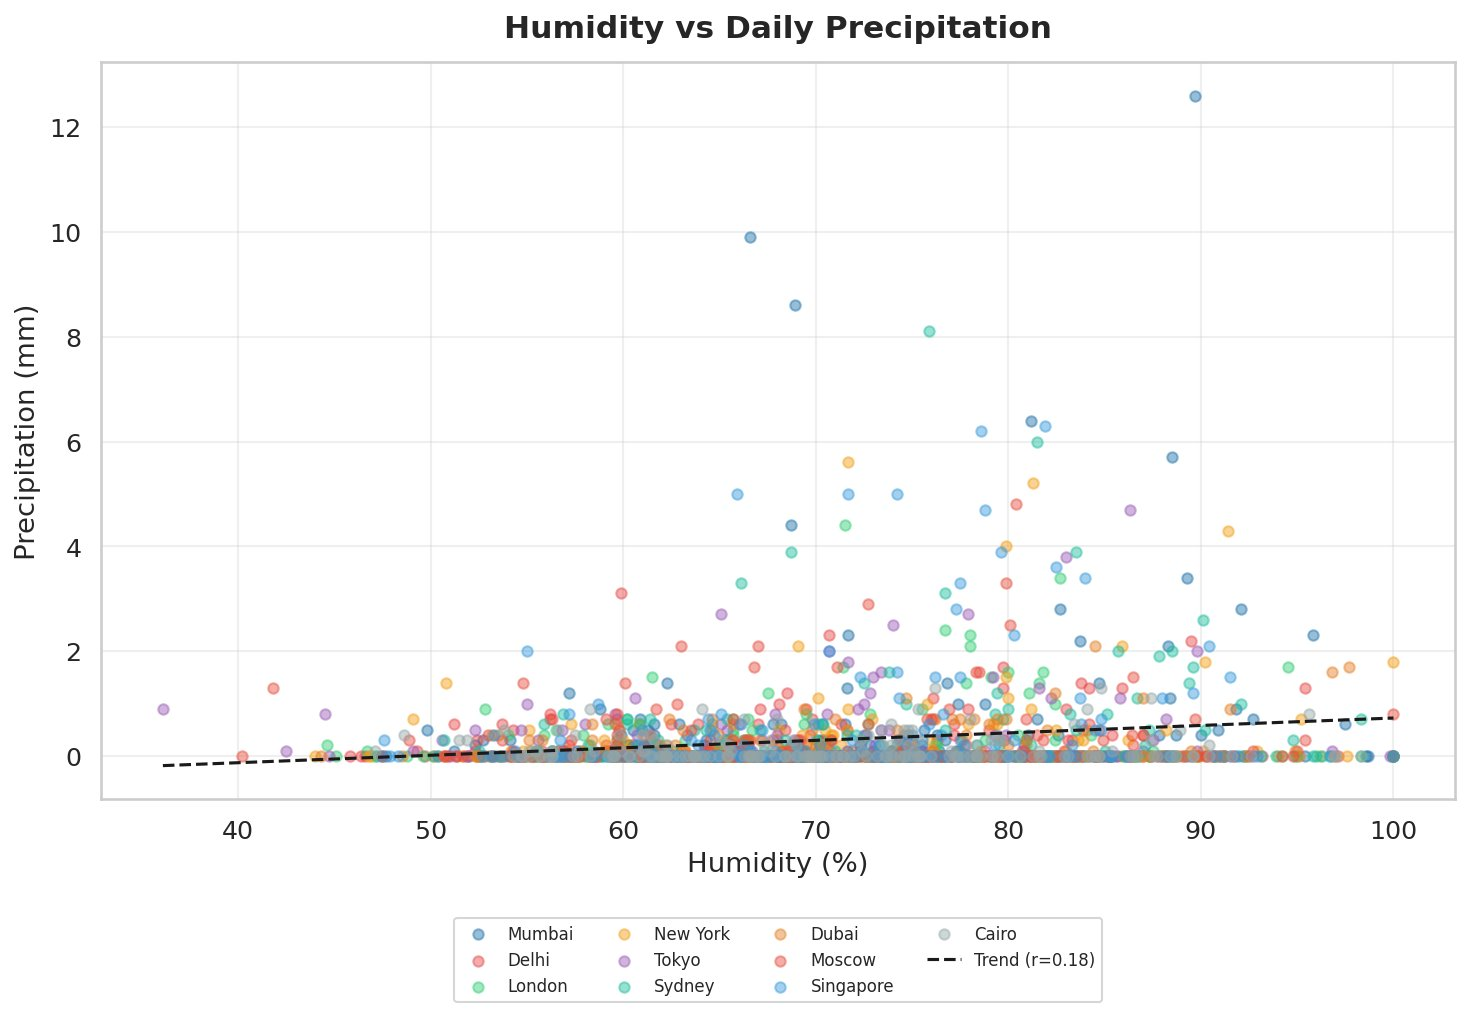 Humidity vs Daily Precipitation
Precipitation (mm)
12
10
8
6
4
2
0
40 50 60 70 80 90 100
Humidity (%)
Mumbai New York Dubai Cairo
Delhi Tokyo Moscow Trend (r=0.18)
London Sydney Singapore